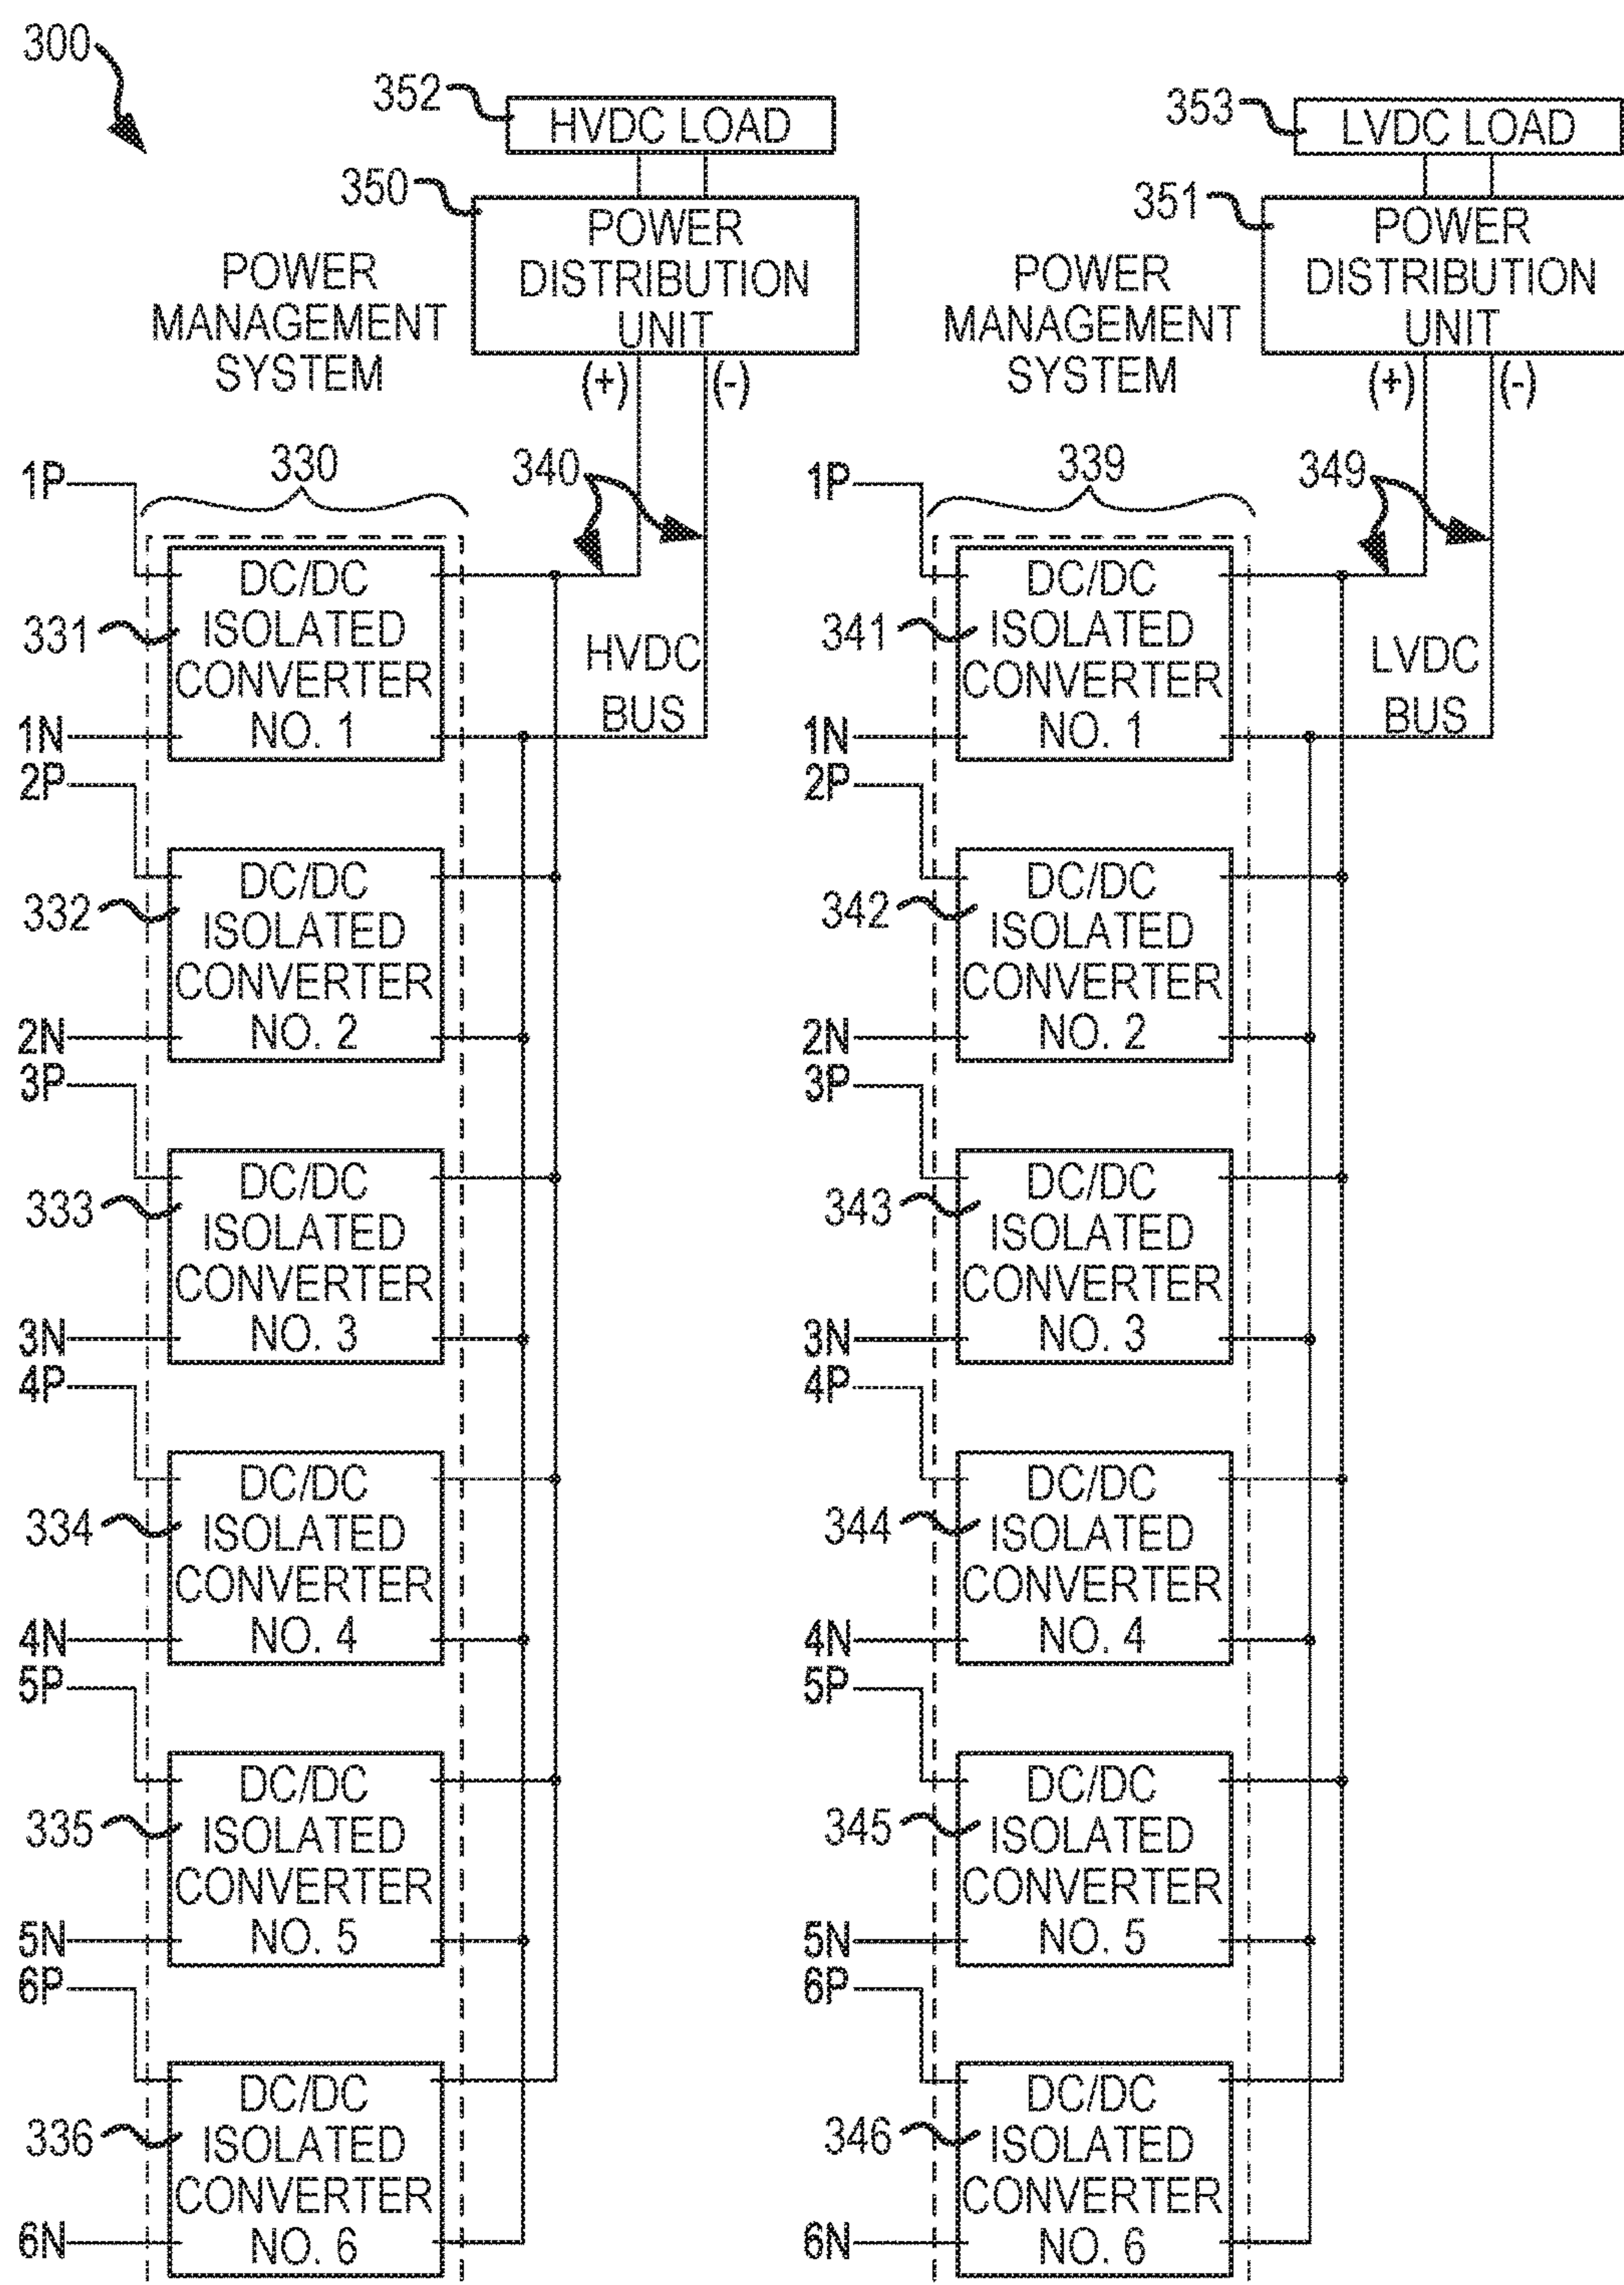 300
352
HVDC LOAD
350
POWER
DISTRIBUTION
UNIT
POWER
MANAGEMENT
SYSTEM
(+)
(-)
330
340
HVDC
BUS
1P
331
DC/DC
ISOLATED
CONVERTER
NO. 1
1N
2P
332
DC/DC
ISOLATED
CONVERTER
NO. 2
2N
3P
333
DC/DC
ISOLATED
CONVERTER
NO. 3
3N
4P
334
DC/DC
ISOLATED
CONVERTER
NO. 4
4N
5P
335
DC/DC
ISOLATED
CONVERTER
NO. 5
5N
6P
336
DC/DC
ISOLATED
CONVERTER
NO. 6
6N
353
LVDC LOAD
351
POWER
DISTRIBUTION
UNIT
POWER
MANAGEMENT
SYSTEM
(+)
(-)
339
349
LVDC
BUS
1P
341
DC/DC
ISOLATED
CONVERTER
NO. 1
1N
2P
342
DC/DC
ISOLATED
CONVERTER
NO. 2
2N
3P
343
DC/DC
ISOLATED
CONVERTER
NO. 3
3N
4P
344
DC/DC
ISOLATED
CONVERTER
NO. 4
4N
5P
345
DC/DC
ISOLATED
CONVERTER
NO. 5
5N
6P
346
DC/DC
ISOLATED
CONVERTER
NO. 6
6N